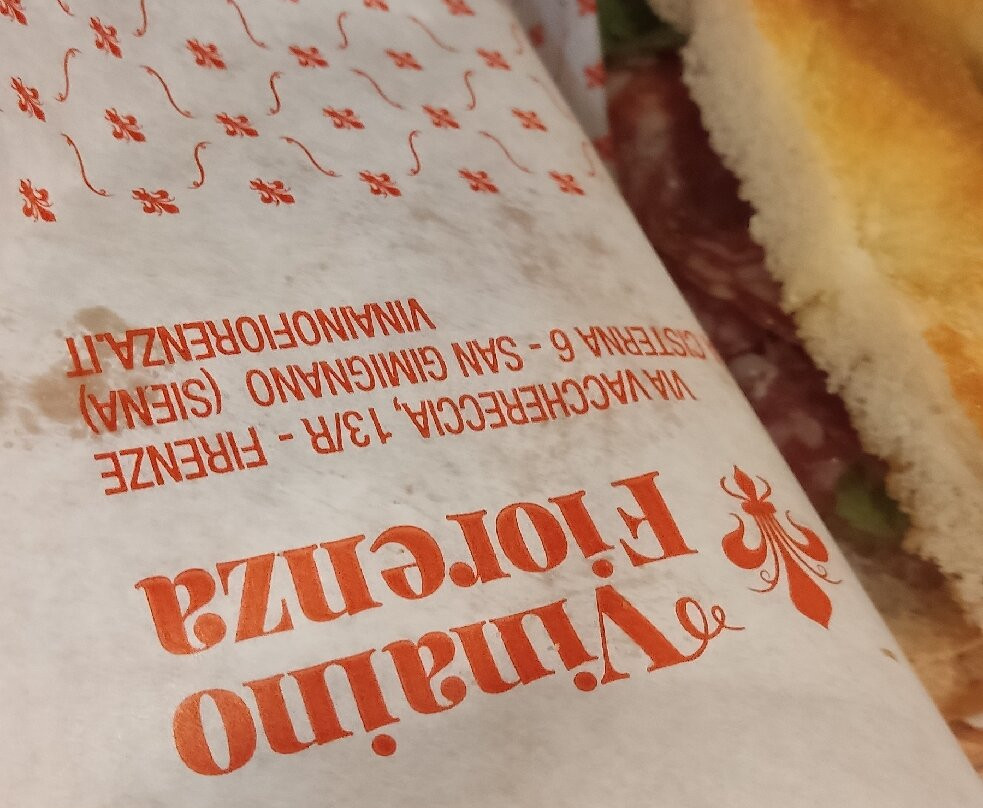 Vinaino
Fiorenza
VIA VACCHERECCIA, 13/R - FIRENZE
CISTERNA 6 - SAN GIMIGNANO (SIENA)
VINAINOFIORENZA.IT